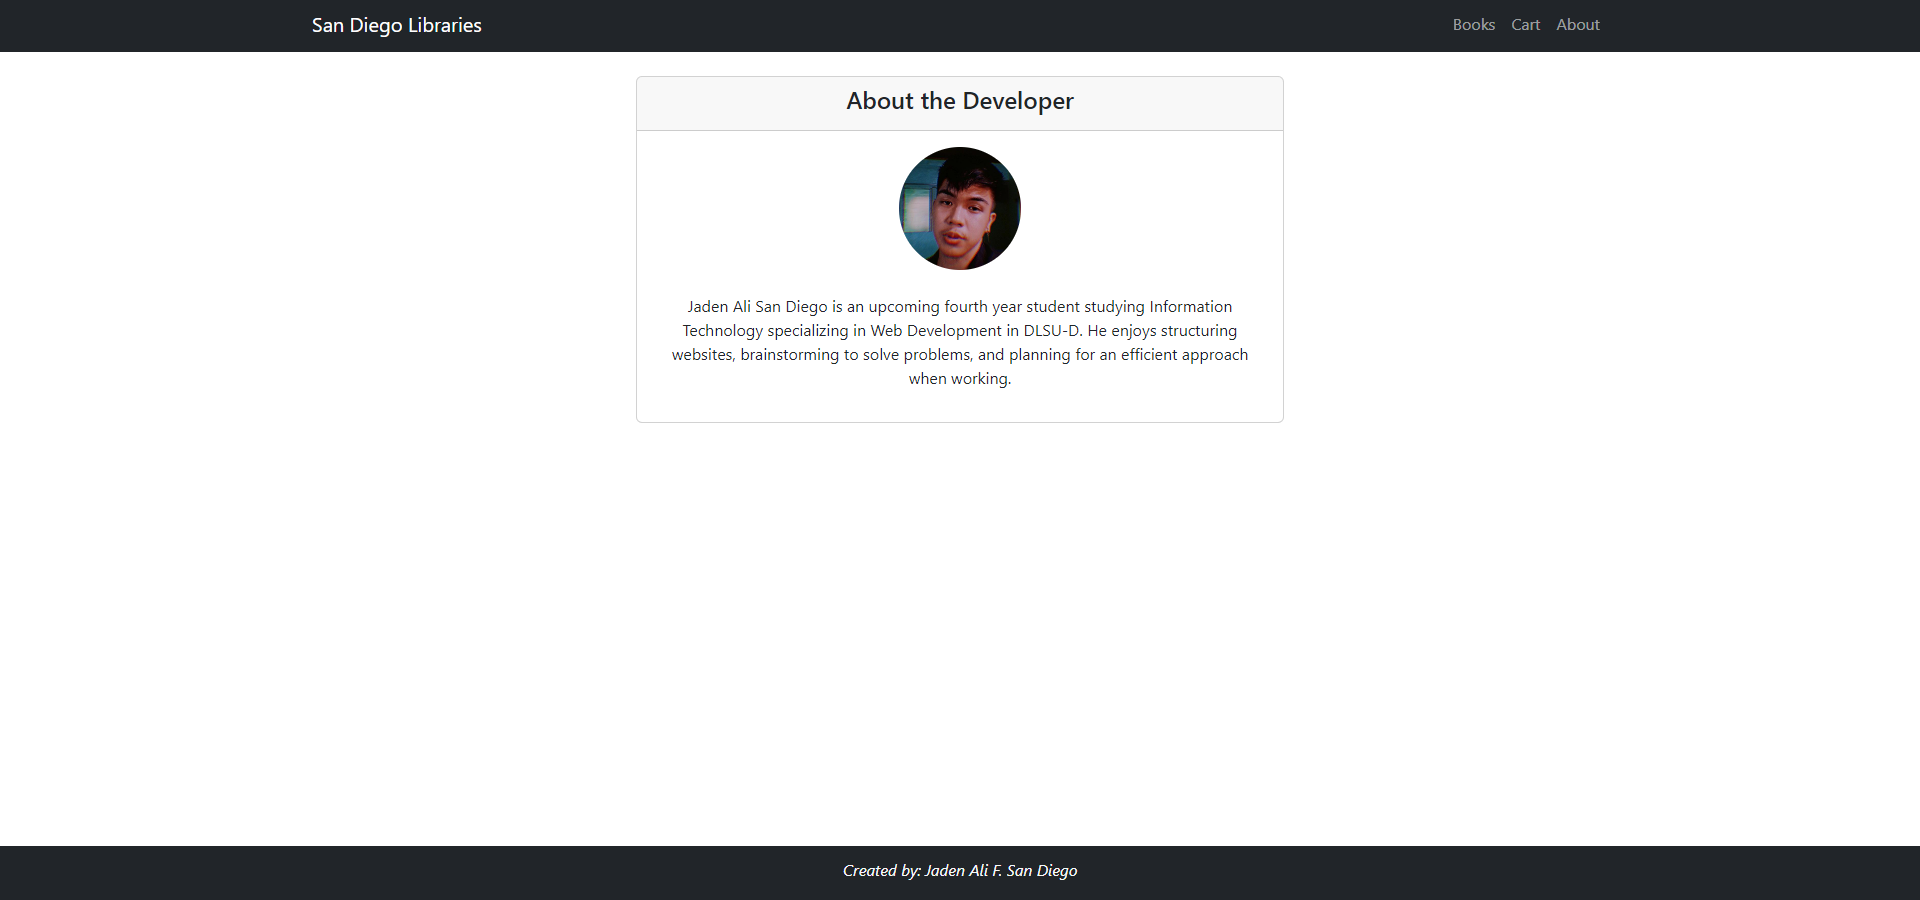 San Diego Libraries
Books Cart About
About the Developer
Jaden Ali San Diego is an upcoming fourth year student studying Information
Technology specializing in Web Development in DLSU-D. He enjoys structuring
websites, brainstorming to solve problems, and planning for an efficient approach
when working.
Created by: Jaden Ali F. San Diego